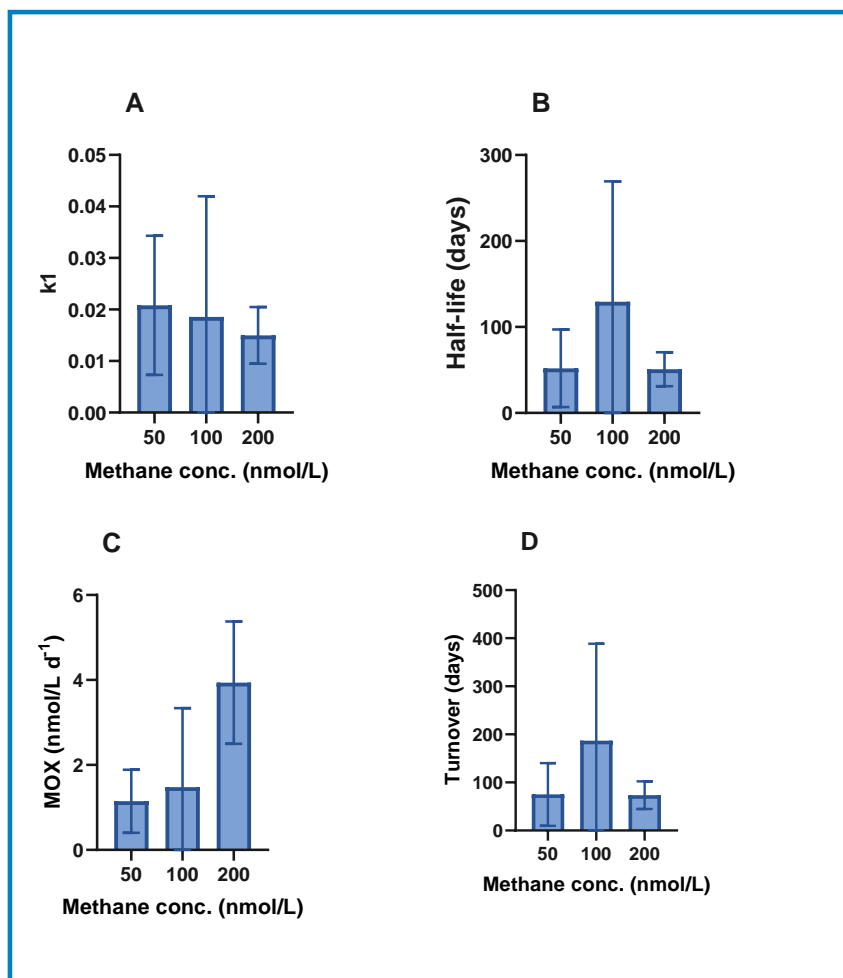 A
k1
0.05
0.04
0.03
0.02
0.01
0.00
50 100 200
Methane conc. (nmol/L)
B
Half-life (days)
300
200
100
0
50 100 200
Methane conc. (nmol/L)
C
MOX (nmol/L d⁻¹)
6
4
2
0
50 100 200
Methane conc. (nmol/L)
D
Turnover (days)
500
400
300
200
100
0
50 100 200
Methane conc. (nmol/L)